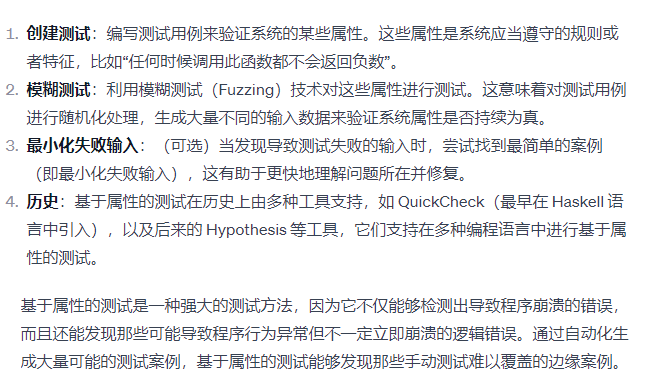 1. 创建测试：编写测试用例来验证系统的某些属性。这些属性是系统应当遵守的规则或
者特征，比如“任何时候调用此函数都不会返回负数”。
2. 模糊测试：利用模糊测试（Fuzzing）技术对这些属性进行测试。这意味着对测试用例
进行随机化处理，生成大量不同的输入数据来验证系统属性是否持续为真。
3. 最小化失败输入：（可选）当发现导致测试失败的输入时，尝试找到最简单的案例
（即最小化失败输入），这有助于更快地理解问题所在并修复。
4. 历史：基于属性的测试在历史上由多种工具支持，如 QuickCheck（最早在 Haskell 语
言中引入），以及后来的 Hypothesis 等工具，它们支持在多种编程语言中进行基于属
性的测试。
基于属性的测试是一种强大的测试方法，因为它不仅能够检测出导致程序崩溃的错误，
而且还能发现那些可能导致程序行为异常但不一定立即崩溃的逻辑错误。通过自动化生
成大量可能的测试案例，基于属性的测试能够发现那些手动测试难以覆盖的边缘案例。